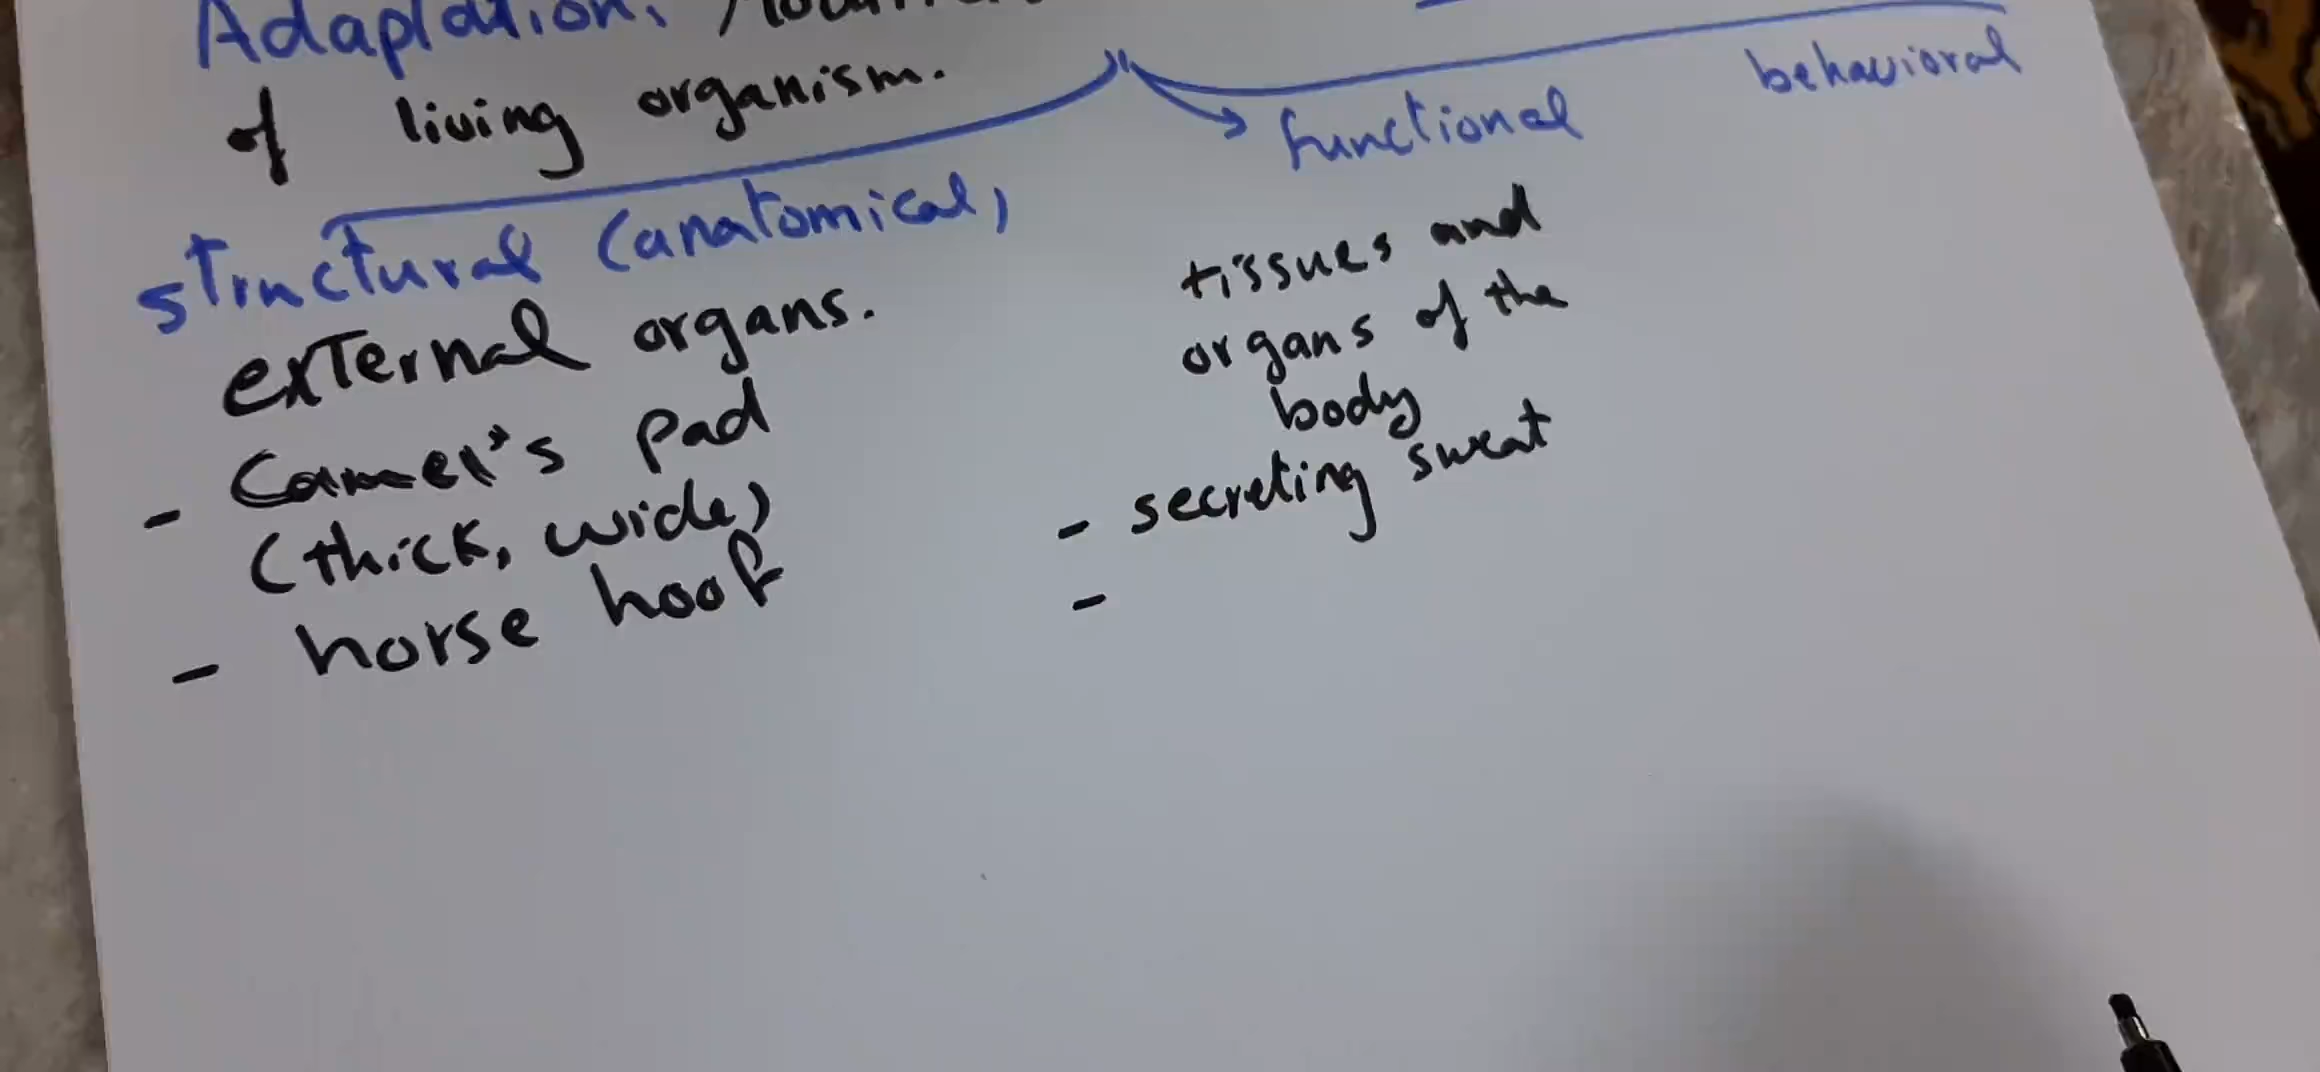 Adaptation:
of living organism.
structural (anatomical)
external organs.
- Camel's pad
(thick, wide)
- horse hoof
functional
tissues and
organs of the
body
- secreting sweat
-
behavioral